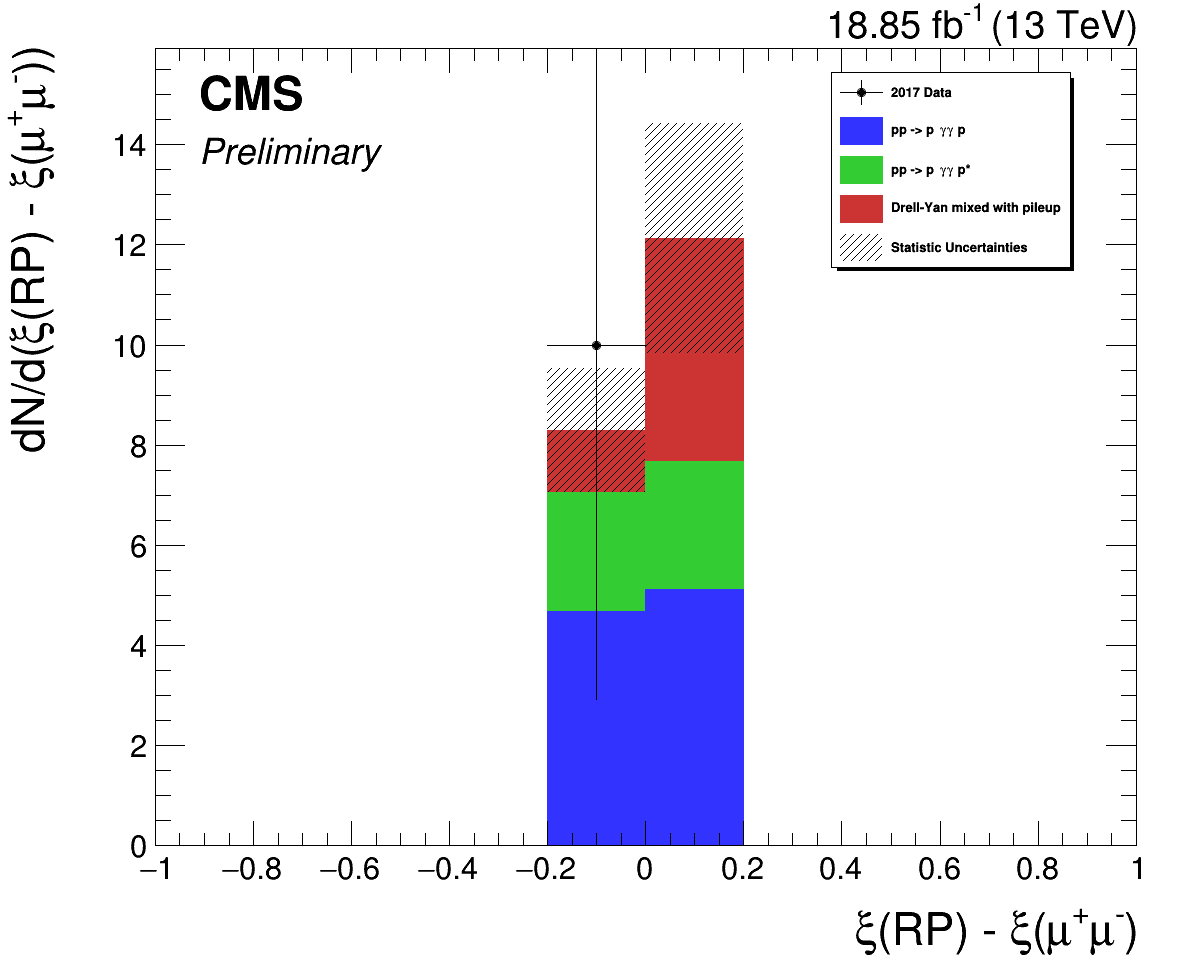 18.85 fb⁻¹ (13 TeV)
CMS
Preliminary
2017 Data
pp -> p γγ p
pp -> p γγ p*
Drell-Yan mixed with pileup
Statistic Uncertainties
dN/d(ξ(RP) - ξ(μ⁺μ⁻))
14
12
10
8
6
4
2
0
−1 −0.8 −0.6 −0.4 −0.2 0 0.2 0.4 0.6 0.8 1
ξ(RP) - ξ(μ⁺μ⁻)